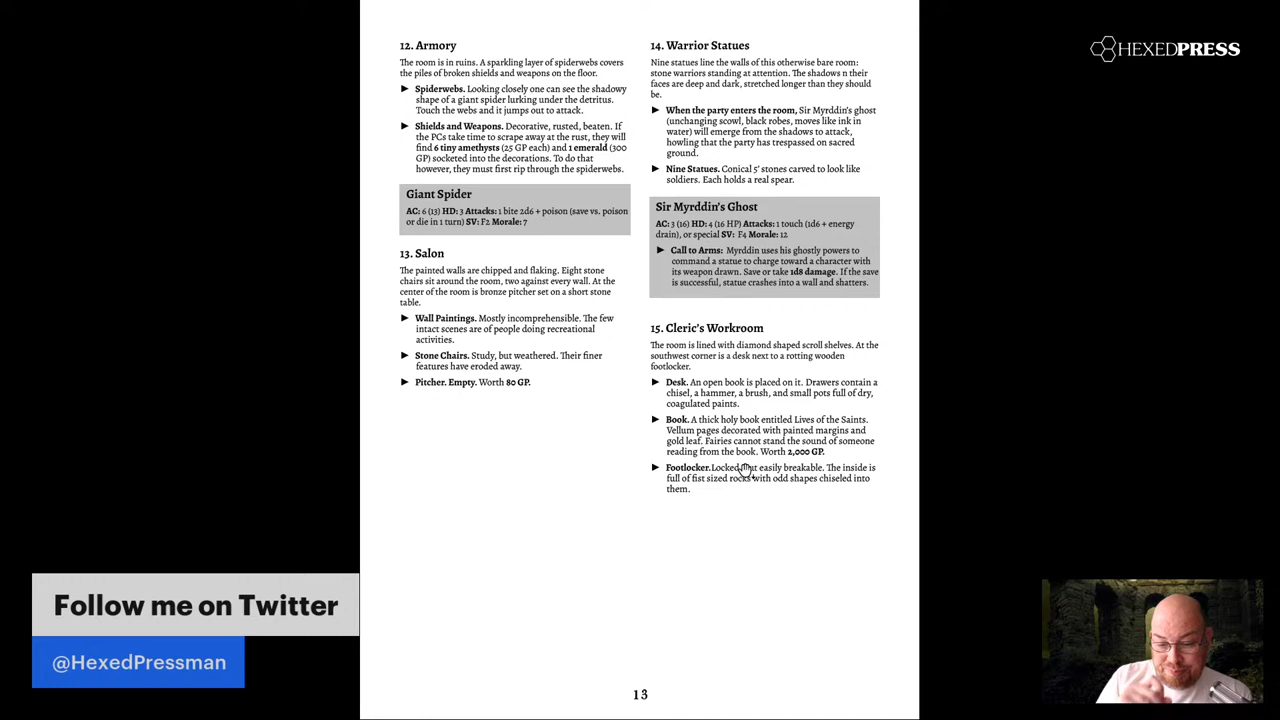 12. Armory
The room is in ruins. A sparkling layer of spiderwebs covers
the piles of broken shields and weapons on the floor.
► Spiderwebs. Looking closely one can see the shadowy
shape of a giant spider lurking under the detritus.
Touch the webs and it jumps out to attack.
► Shields and Weapons. Decorative, rusted, beaten. If
the PCs take time to scrape away at the rust, they will
find 6 tiny amethysts (25 GP each) and 1 emerald (300
GP) socketed into the decorations. To do that
however, they must first rip through the spiderwebs.
Giant Spider
AC: 6 (13) HD: 3 Attacks: 1 bite 2d6 + poison (save vs. poison
or die in 1 turn) SV: F2 Morale: 7
13. Salon
The painted walls are chipped and flaking. Eight stone
chairs sit around the room, two against every wall. At the
center of the room is bronze pitcher set on a short stone
table.
► Wall Paintings. Mostly incomprehensible. The few
intact scenes are of people doing recreational
activities.
► Stone Chairs. Study, but weathered. Their finer
features have eroded away.
► Pitcher. Empty. Worth 80 GP.
14. Warrior Statues
Nine statues line the walls of this otherwise bare room:
stone warriors standing at attention. The shadows n their
faces are deep and dark, stretched longer than they should
be.
► When the party enters the room, Sir Myrddin's ghost
(unchanging scowl, black robes, moves like ink in
water) will emerge from the shadows to attack,
howling that the party has trespassed on sacred
ground.
► Nine Statues. Conical 5' stones carved to look like
soldiers. Each holds a real spear.
Sir Myrddin's Ghost
AC: 3 (16) HD: 4 (16 HP) Attacks: 1 touch (1d6 + energy
drain), or special SV: F4 Morale: 12
► Call to Arms: Myrddin uses his ghostly powers to
command a statue to charge toward a character with
its weapon drawn. Save or take 1d8 damage. If the save
is successful, statue crashes into a wall and shatters.
15. Cleric's Workroom
The room is lined with diamond shaped scroll shelves. At the
southwest corner is a desk next to a rotting wooden
footlocker.
► Desk. An open book is placed on it. Drawers contain a
chisel, a hammer, a brush, and small pots full of dry,
coagulated paints.
► Book. A thick holy book entitled Lives of the Saints.
Vellum pages decorated with painted margins and
gold leaf. Fairies cannot stand the sound of someone
reading from the book. Worth 2,000 GP.
► Footlocker. Locked but easily breakable. The inside is
full of fist sized rocks with odd shapes chiseled into
them.
13
HEXEDPRESS
Follow me on Twitter
@HexedPressman